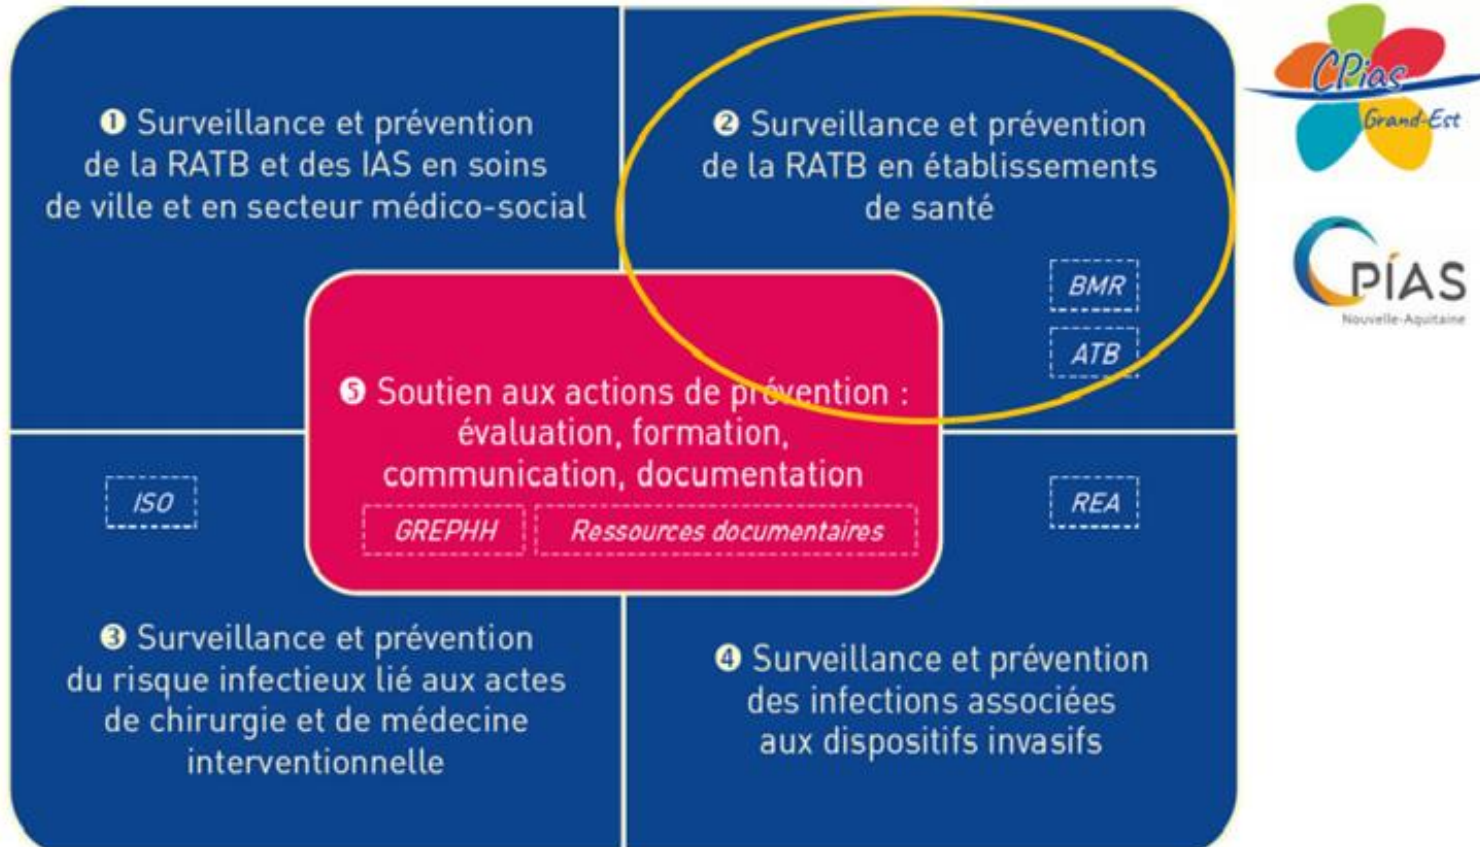 ❶ Surveillance et prévention
de la RATB et des IAS en soins
de ville et en secteur médico-social
❷ Surveillance et prévention
de la RATB en établissements
de santé
BMR
ATB
❺ Soutien aux actions de prévention :
évaluation, formation,
communication, documentation
GREPHH
Ressources documentaires
ISO
REA
❸ Surveillance et prévention
du risque infectieux lié aux actes
de chirurgie et de médecine
interventionnelle
❹ Surveillance et prévention
des infections associées
aux dispositifs invasifs
CPias
Grand-Est
CPÍAS
Nouvelle-Aquitaine